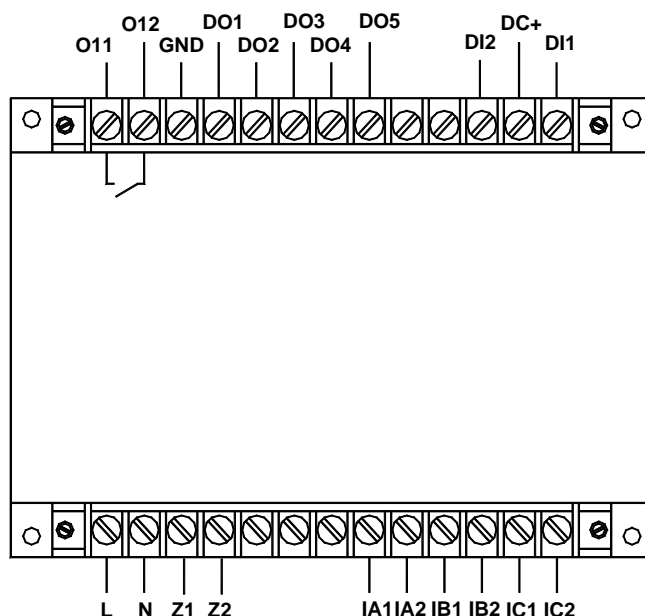 O12 DO1 DO3 DO5 DC+
O11 GND DO2 DO4 DI2 DI1
L N Z1 Z2 IA1 IA2 IB1 IB2 IC1 IC2